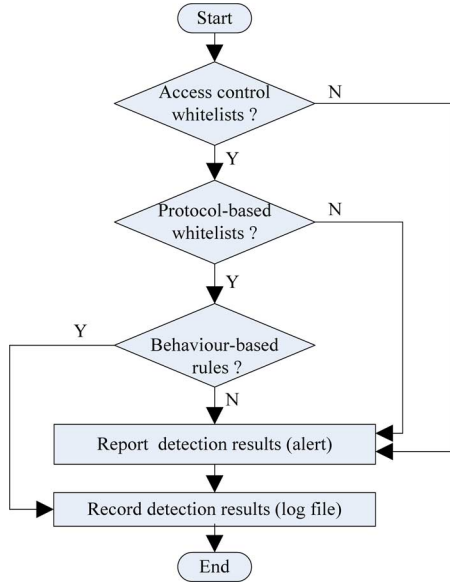 Start
Access control
whitelists ?
N
Y
Protocol-based
whitelists ?
N
Y
Y
Behaviour-based
rules ?
N
Report detection results (alert)
Record detection results (log file)
End